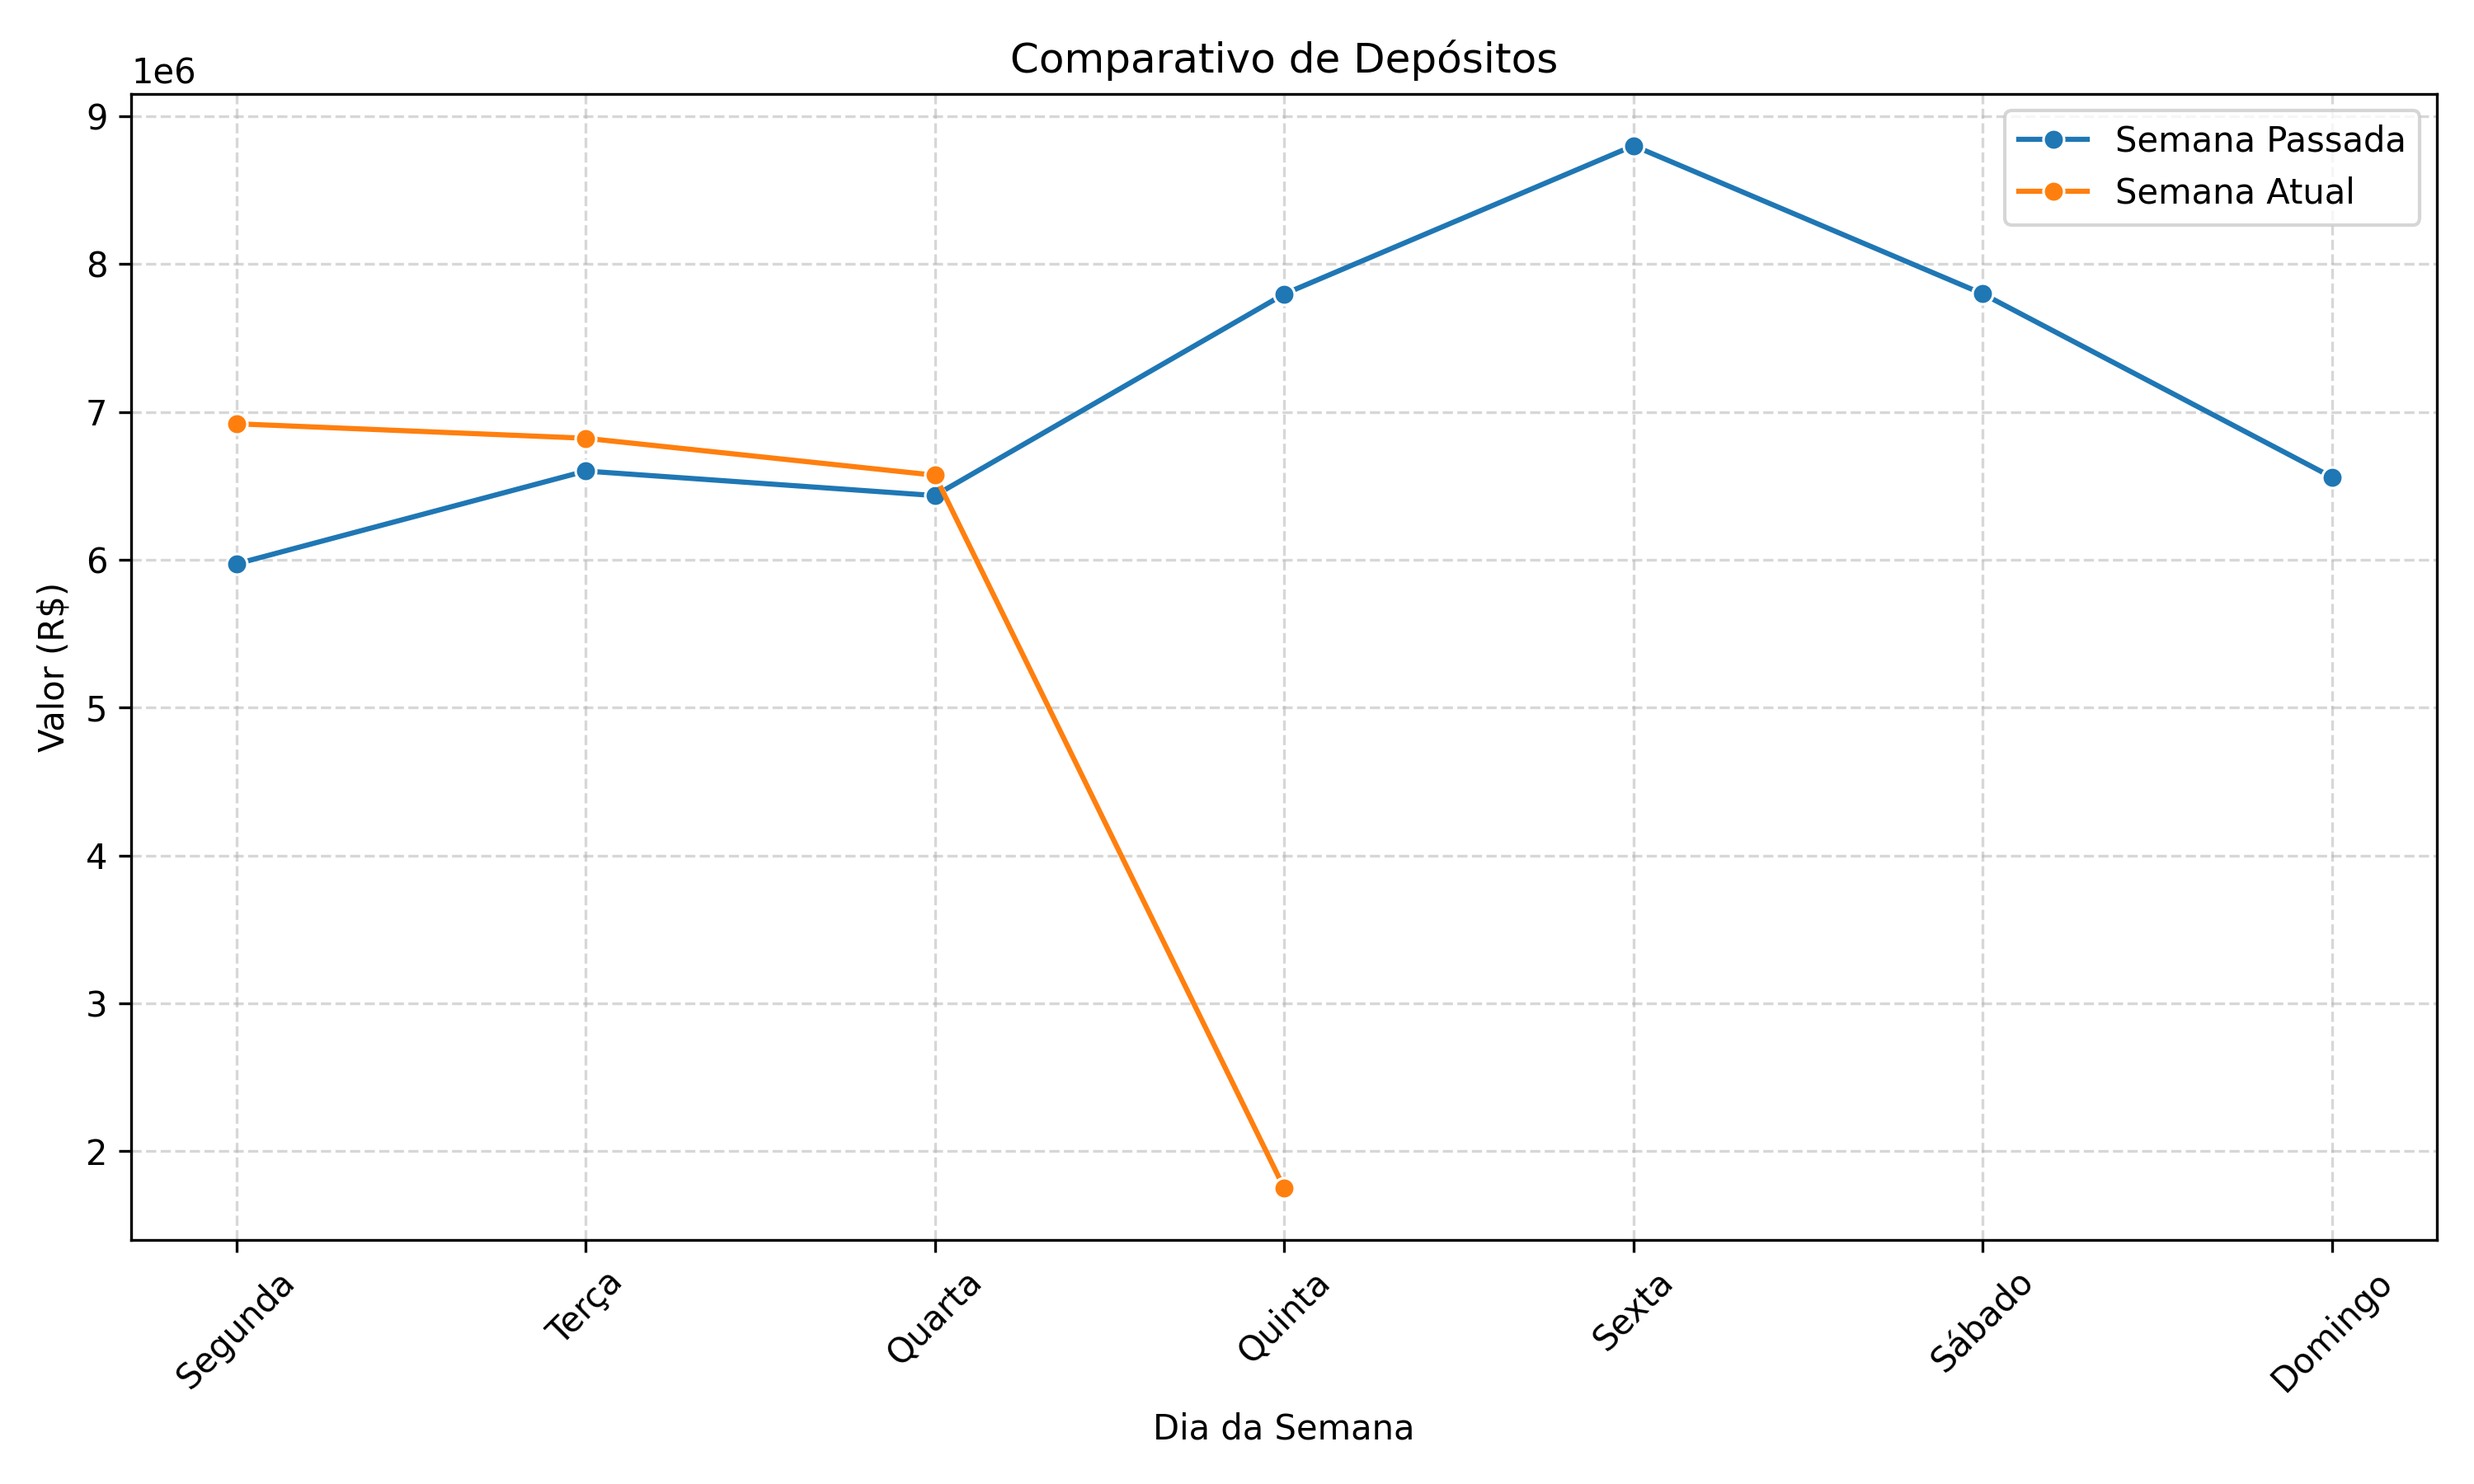 Comparativo de Depósitos
1e6
9
8
7
6
5
4
3
2
Valor (R$)
Semana Passada
Semana Atual
Segunda
Terça
Quarta
Quinta
Sexta
Sábado
Domingo
Dia da Semana